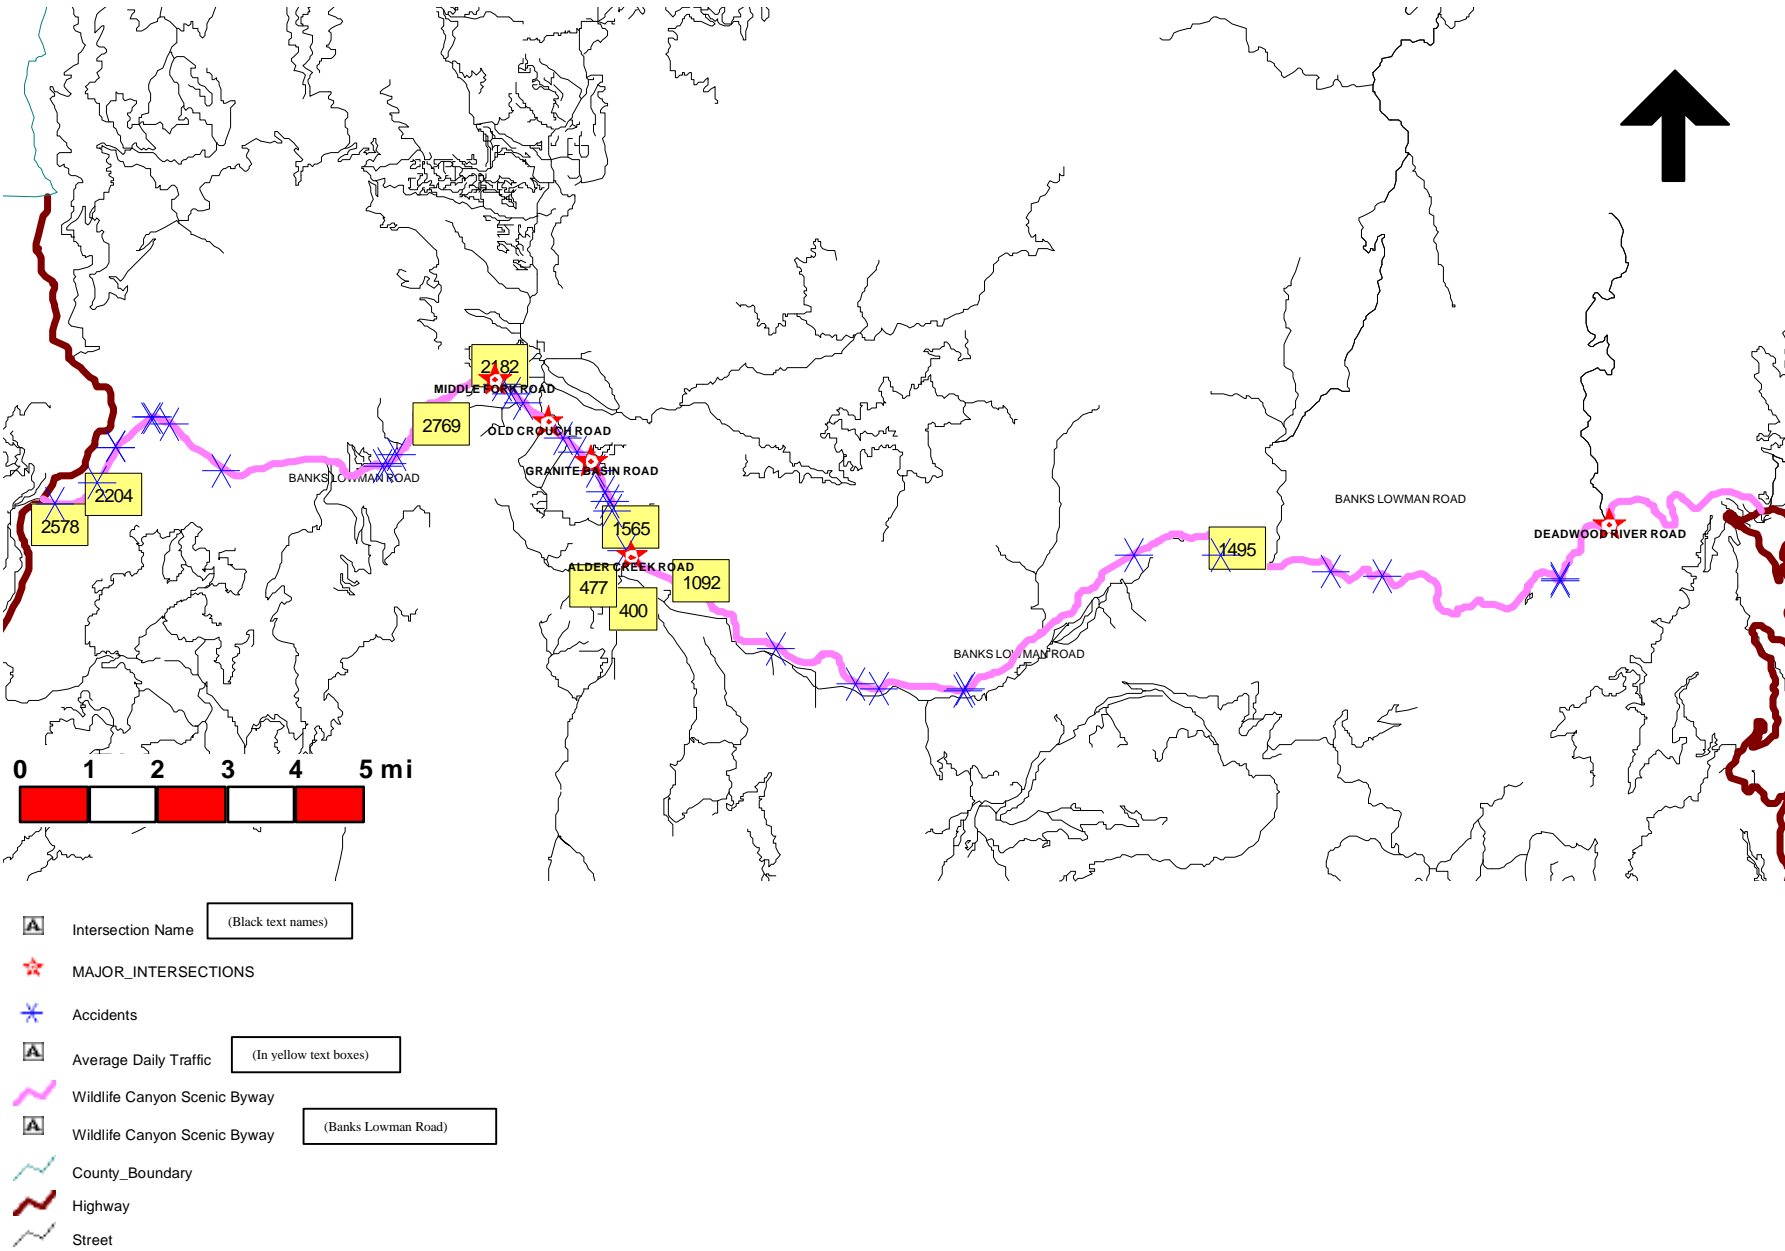 2182
MIDDLE FORK ROAD
2769
OLD CROUCH ROAD
GRANITE BASIN ROAD
BANKS LOWMAN ROAD
2204
2578
1565
ALDER CREEK ROAD
477
400
1092
BANKS LOWMAN ROAD
1495
BANKS LOWMAN ROAD
DEADWOOD RIVER ROAD
0 1 2 3 4 5 mi
A Intersection Name (Black text names)
MAJOR_INTERSECTIONS
Accidents
A Average Daily Traffic (In yellow text boxes)
Wildlife Canyon Scenic Byway
A Wildlife Canyon Scenic Byway (Banks Lowman Road)
County_Boundary
Highway
Street